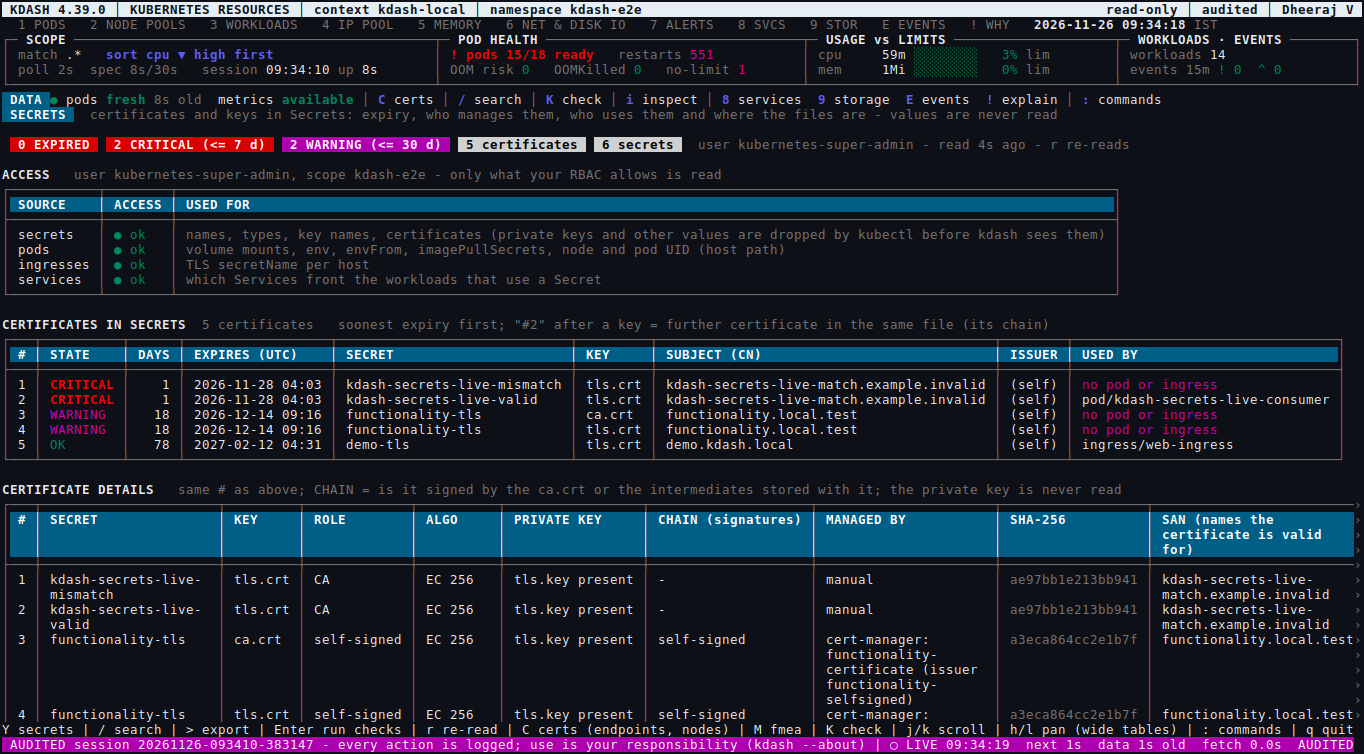 KDASH 4.39.0 │ KUBERNETES RESOURCES│ context kdash-local │ namespace kdash-e2e read-only │ audited │ Dheeraj V
1 PODS 2 NODE POOLS 3 WORKLOADS 4 IP POOL 5 MEMORY 6 NET & DISK IO 7 ALERTS 8 SVCS 9 STOR E EVENTS ! WHY 2026-11-26 09:34:18 IST
SCOPE POD HEALTH USAGE vs LIMITS WORKLOADS · EVENTS
match .* sort cpu ▼ high first ! pods 15/18 ready restarts 551 cpu 59m 3% lim workloads 14
poll 2s spec 8s/30s session 09:34:10 up 8s OOM risk 0 OOMKilled 0 no-limit 1 mem 1Mi 0% lim events 15m ! 0 ^ 0
DATA ● pods fresh 8s old metrics available │ C certs │ / search │ K check │ i inspect │ 8 services 9 storage E events ! explain │ : commands
SECRETS certificates and keys in Secrets: expiry, who manages them, who uses them and where the files are - values are never read
0 EXPIRED 2 CRITICAL (<= 7 d) 2 WARNING (<= 30 d) 5 certificates 6 secrets user kubernetes-super-admin - read 4s ago - r re-reads
ACCESS user kubernetes-super-admin, scope kdash-e2e - only what your RBAC allows is read
SOURCE │ ACCESS │ USED FOR
secrets │ ● ok │ names, types, key names, certificates (private keys and other values are dropped by kubectl before kdash sees them)
pods │ ● ok │ volume mounts, env, envFrom, imagePullSecrets, node and pod UID (host path)
ingresses │ ● ok │ TLS secretName per host
services │ ● ok │ which Services front the workloads that use a Secret
CERTIFICATES IN SECRETS 5 certificates soonest expiry first; "#2" after a key = further certificate in the same file (its chain)
# │ STATE │ DAYS │ EXPIRES (UTC) │ SECRET │ KEY │ SUBJECT (CN) │ ISSUER │ USED BY
1 │ CRITICAL │ 1 │ 2026-11-28 04:03 │ kdash-secrets-live-mismatch │ tls.crt │ kdash-secrets-live-match.example.invalid │ (self) │ no pod or ingress
2 │ CRITICAL │ 1 │ 2026-11-28 04:03 │ kdash-secrets-live-valid │ tls.crt │ kdash-secrets-live-match.example.invalid │ (self) │ pod/kdash-secrets-live-consumer
3 │ WARNING │ 18 │ 2026-12-14 09:16 │ functionality-tls │ ca.crt │ functionality.local.test │ (self) │ no pod or ingress
4 │ WARNING │ 18 │ 2026-12-14 09:16 │ functionality-tls │ tls.crt │ functionality.local.test │ (self) │ no pod or ingress
5 │ OK │ 78 │ 2027-02-12 04:31 │ demo-tls │ tls.crt │ demo.kdash.local │ (self) │ ingress/web-ingress
CERTIFICATE DETAILS same # as above; CHAIN = is it signed by the ca.crt or the intermediates stored with it; the private key is never read
# │ SECRET │ KEY │ ROLE │ ALGO │ PRIVATE KEY │ CHAIN (signatures) │ MANAGED BY │ SHA-256 │ SAN (names the
certificate is valid
for)
1 │ kdash-secrets-live- │ tls.crt │ CA │ EC 256 │ tls.key present │ - │ manual │ ae97bb1e213bb941 │ kdash-secrets-live-
mismatch │ match.example.invalid
2 │ kdash-secrets-live- │ tls.crt │ CA │ EC 256 │ tls.key present │ - │ manual │ ae97bb1e213bb941 │ kdash-secrets-live-
valid │ match.example.invalid
3 │ functionality-tls │ ca.crt │ self-signed │ EC 256 │ tls.key present │ self-signed │ cert-manager: │ a3eca864cc2e1b7f │ functionality.local.test
functionality-
certificate (issuer
functionality-
selfsigned)
4 │ functionality-tls │ tls.crt │ self-signed │ EC 256 │ tls.key present │ self-signed │ cert-manager: │ a3eca864cc2e1b7f │ functionality.local.test
Y secrets | / search | > export | Enter run checks | r re-read | C certs (endpoints, nodes) | M fmea | K check | j/k scroll | h/l pan (wide tables) | : commands | q quit
AUDITED session 20261126-093410-383147 - every action is logged; use is your responsibility (kdash --about) | ○ LIVE 09:34:19 next 1s data 1s old fetch 0.0s AUDITED